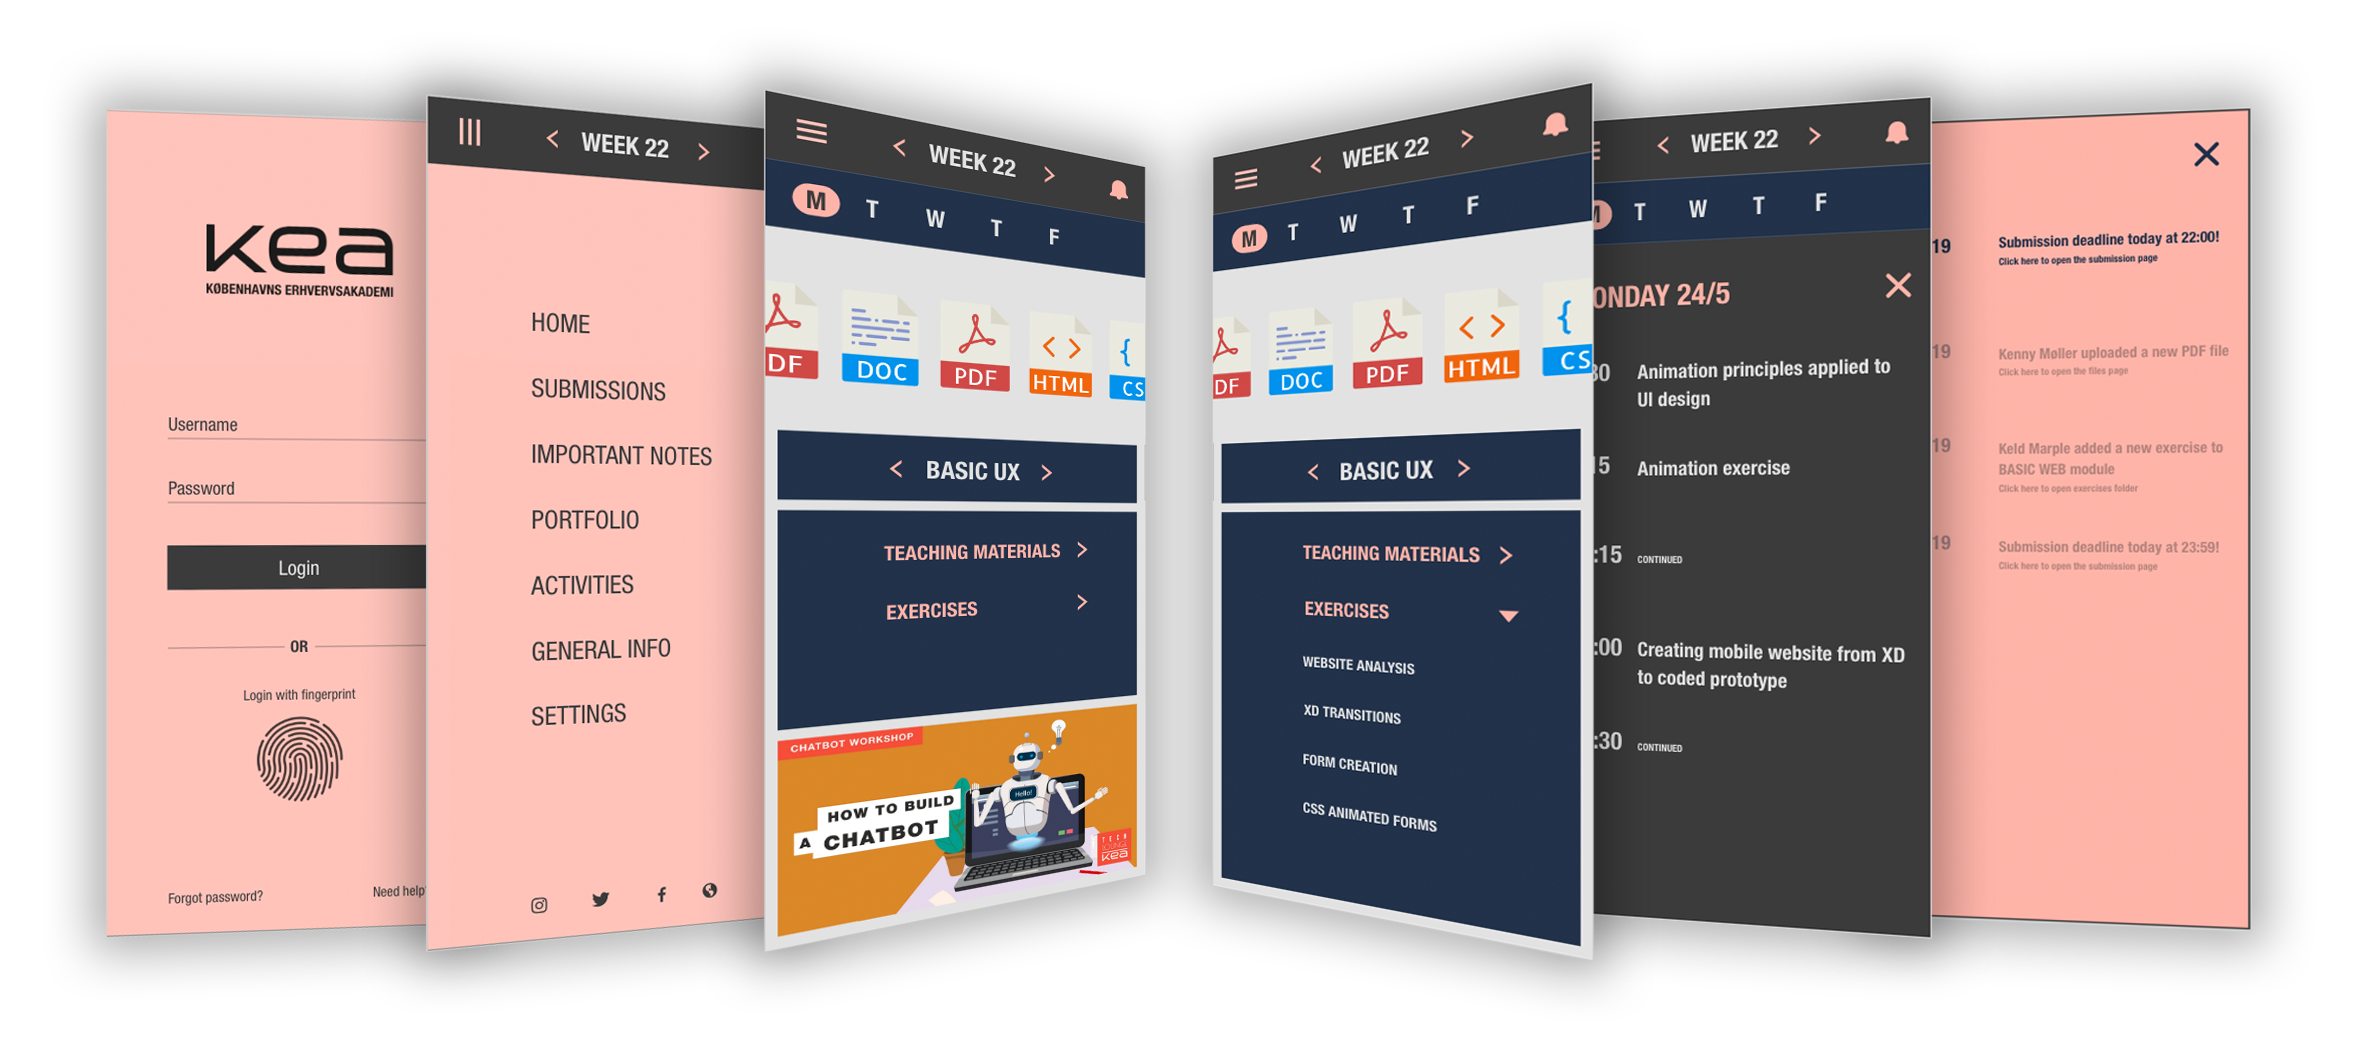 kea
KØBENHAVNS ERHVERVSAKADEMI
Username
Password
Login
OR
Login with fingerprint
Forgot password?
Need help
< WEEK 22 >
HOME
SUBMISSIONS
IMPORTANT NOTES
PORTFOLIO
ACTIVITIES
GENERAL INFO
SETTINGS
< WEEK 22 >
M T W T F
DF DOC PDF HTML CS
< BASIC UX >
TEACHING MATERIALS >
EXERCISES >
CHATBOT WORKSHOP
HOW TO BUILD
A CHATBOT
Hello!
TECH
LOUNGE
kea
< WEEK 22 >
M T W T F
DF DOC PDF < > HTML { CS
< BASIC UX >
TEACHING MATERIALS >
EXERCISES
WEBSITE ANALYSIS
XD TRANSITIONS
FORM CREATION
CSS ANIMATED FORMS
< WEEK 22 >
T W T F
ONDAY 24/5
30 Animation principles applied to
UI design
15 Animation exercise
:15 CONTINUED
:00 Creating mobile website from XD
to coded prototype
:30 CONTINUED
19 Submission deadline today at 22:00!
Click here to open the submission page
19 Kenny Møller uploaded a new PDF file
Click here to open the files page
19 Keld Marple added a new exercise to
BASIC WEB module
Click here to open exercises folder
19 Submission deadline today at 23:59!
Click here to open the submission page